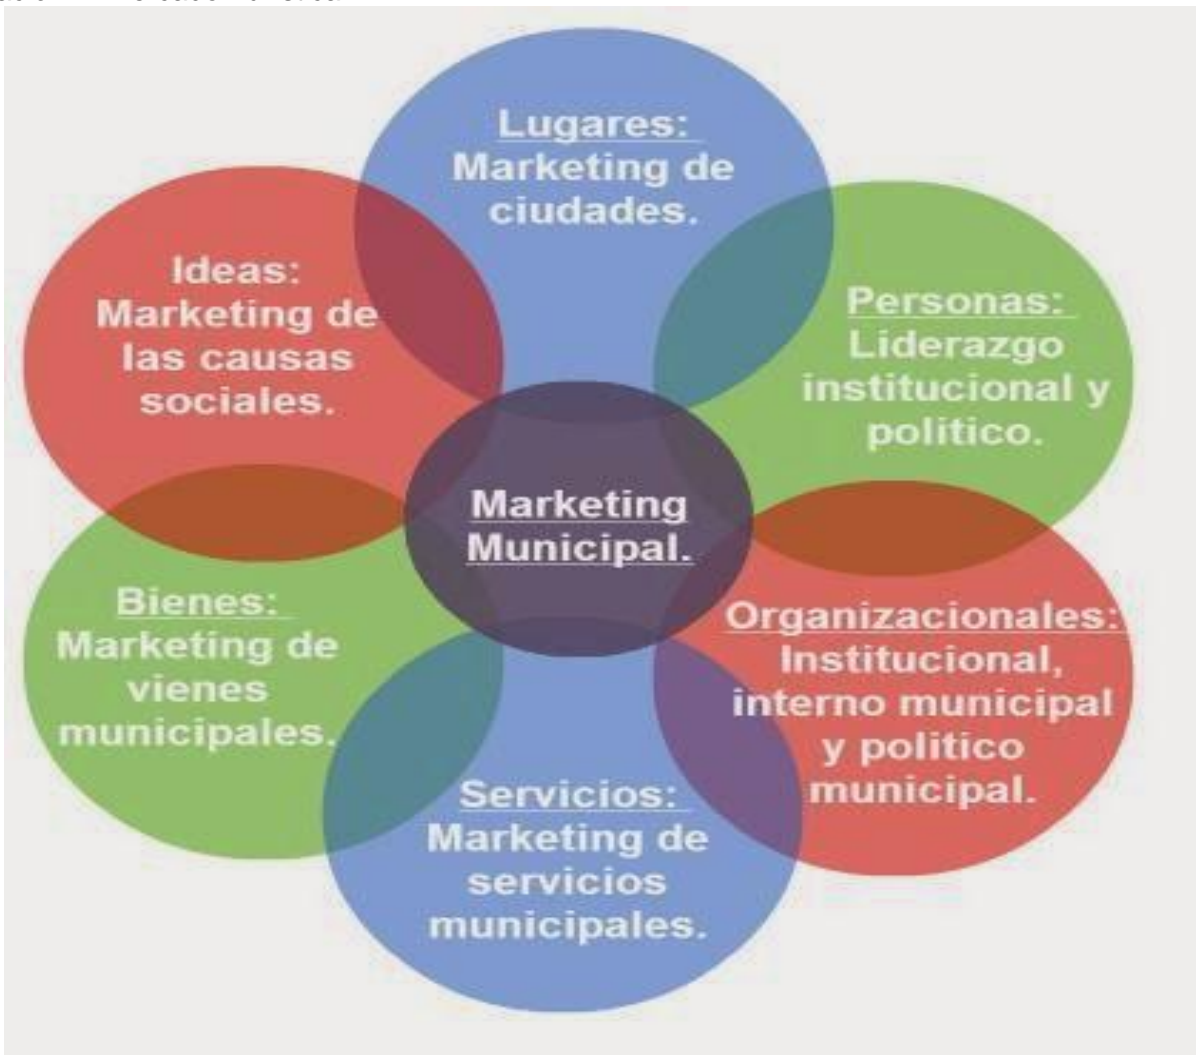 Lugares:
Marketing de
ciudades.
Personas:
Liderazgo
institucional y
politico.
Organizacionales:
Institucional,
interno municipal
y politico
municipal.
Servicios:
Marketing de
servicios
municipales.
Bienes:
Marketing de
vienes
municipales.
Ideas:
Marketing de
las causas
sociales.
Marketing
Municipal.